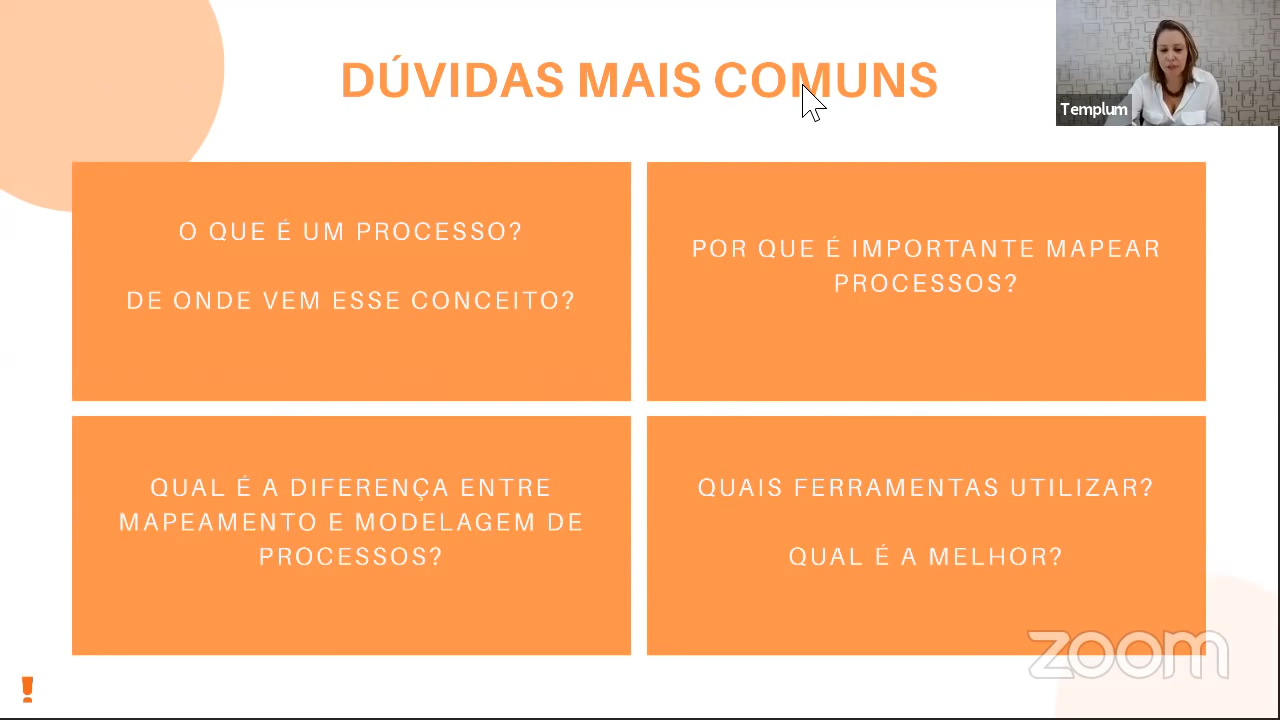 DÚVIDAS MAIS COMUNS
Templum
O QUE É UM PROCESSO?
DE ONDE VEM ESSE CONCEITO?
POR QUE É IMPORTANTE MAPEAR
PROCESSOS?
QUAL É A DIFERENÇA ENTRE
MAPEAMENTO E MODELAGEM DE
PROCESSOS?
QUAIS FERRAMENTAS UTILIZAR?
QUAL É A MELHOR?
zoom